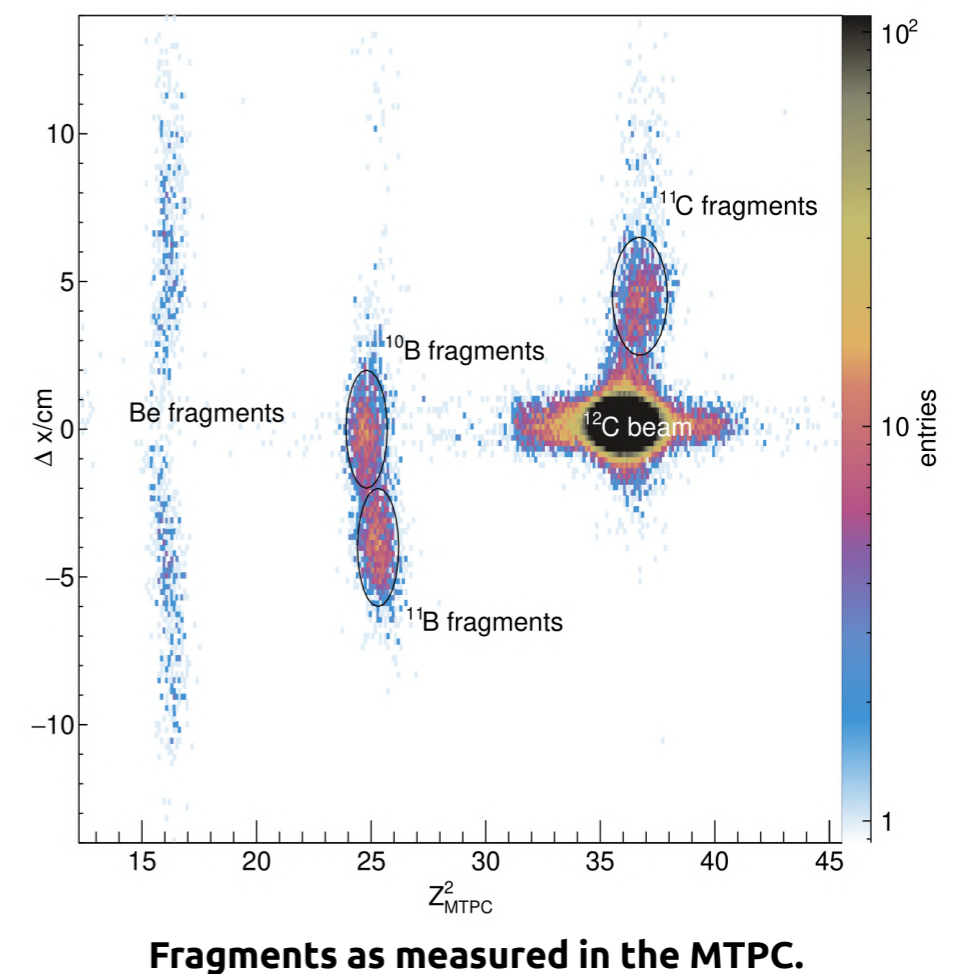 10²
10
¹¹C fragments
5
¹⁰B fragments
Be fragments
0
¹²C beam
10
Δ x/cm
entries
−5
¹¹B fragments
−10
1
15 20 25 30 35 40 45
Z²MTPC
Fragments as measured in the MTPC.